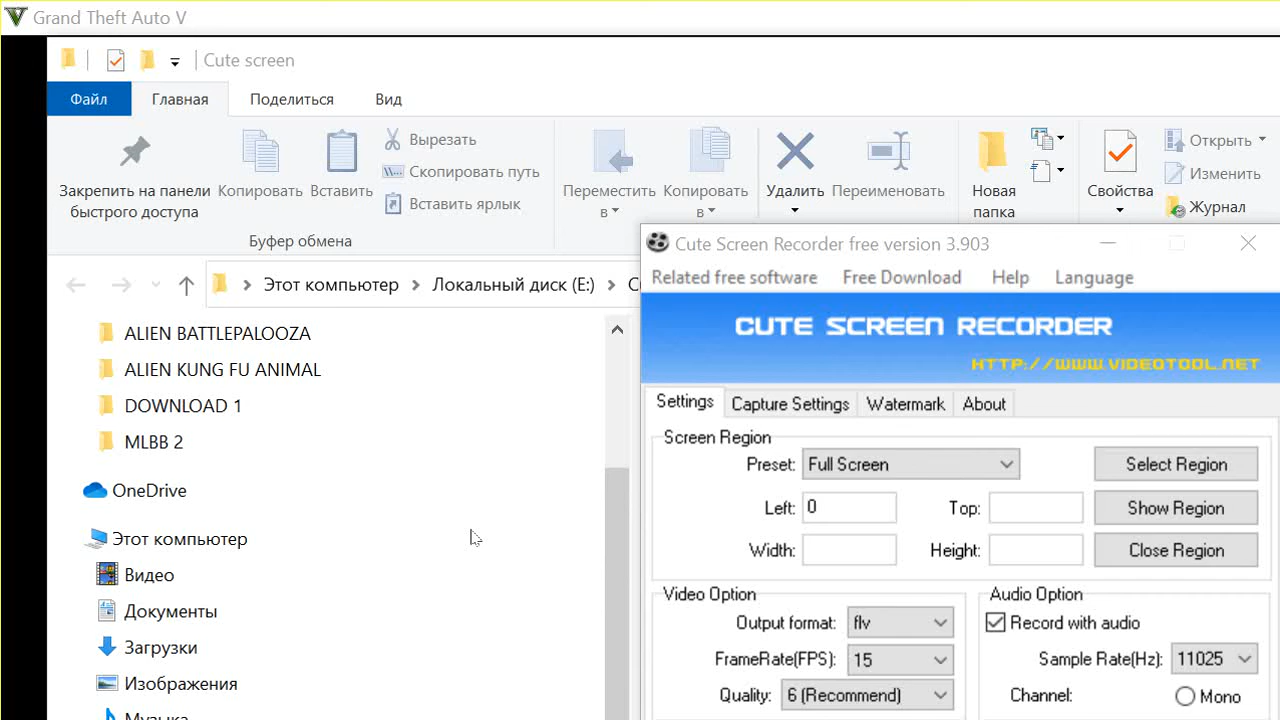 Grand Theft Auto V
Cute screen
Файл Главная Поделиться Вид
Закрепить на панели быстрого доступа
Копировать
Вставить
Вырезать
Скопировать путь
Вставить ярлык
Буфер обмена
Переместить в
Копировать в
Удалить
Переименовать
Новая папка
Свойства
Открыть
Изменить
Журнал
Этот компьютер > Локальный диск (E:) >
ALIEN BATTLEPALOOZA
ALIEN KUNG FU ANIMAL
DOWNLOAD 1
MLBB 2
OneDrive
Этот компьютер
Видео
Документы
Загрузки
Изображения
Музыка
Cute Screen Recorder free version 3.903
Related free software Free Download Help Language
CUTE SCREEN RECORDER
HTTP://WWW.VIDEOTOOL.NET
Settings Capture Settings Watermark About
Screen Region
Preset: Full Screen Select Region
Left: 0 Top: Show Region
Width: Height: Close Region
Video Option
Output format: flv
FrameRate(FPS): 15
Quality: 6 (Recommend)
Audio Option
Record with audio
Sample Rate(Hz): 11025
Channel: Mono